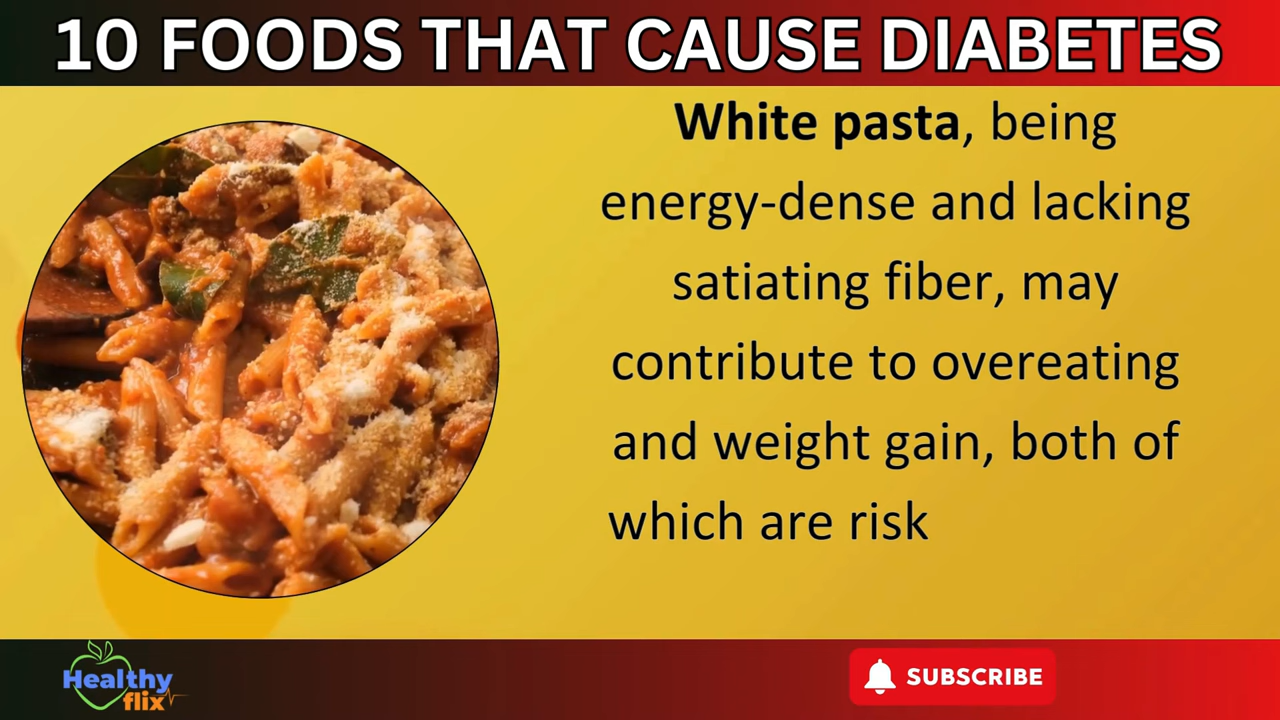 10 FOODS THAT CAUSE DIABETES
White pasta, being
energy-dense and lacking
satiating fiber, may
contribute to overeating
and weight gain, both of
which are risk
Healthy
flix
SUBSCRIBE